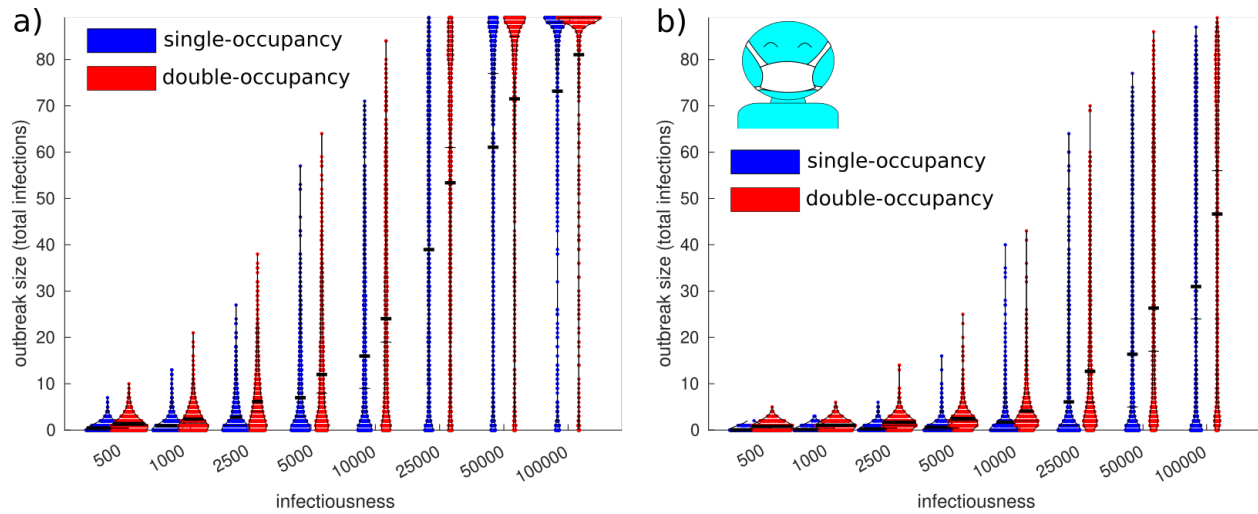 a)
single-occupancy
double-occupancy
outbreak size (total infections)
80
70
60
50
40
30
20
10
0
500 1000 2500 5000 10000 25000 50000 100000
infectiousness
b)
single-occupancy
double-occupancy
outbreak size (total infections)
80
70
60
50
40
30
20
10
0
500 1000 2500 5000 10000 25000 50000 100000
infectiousness